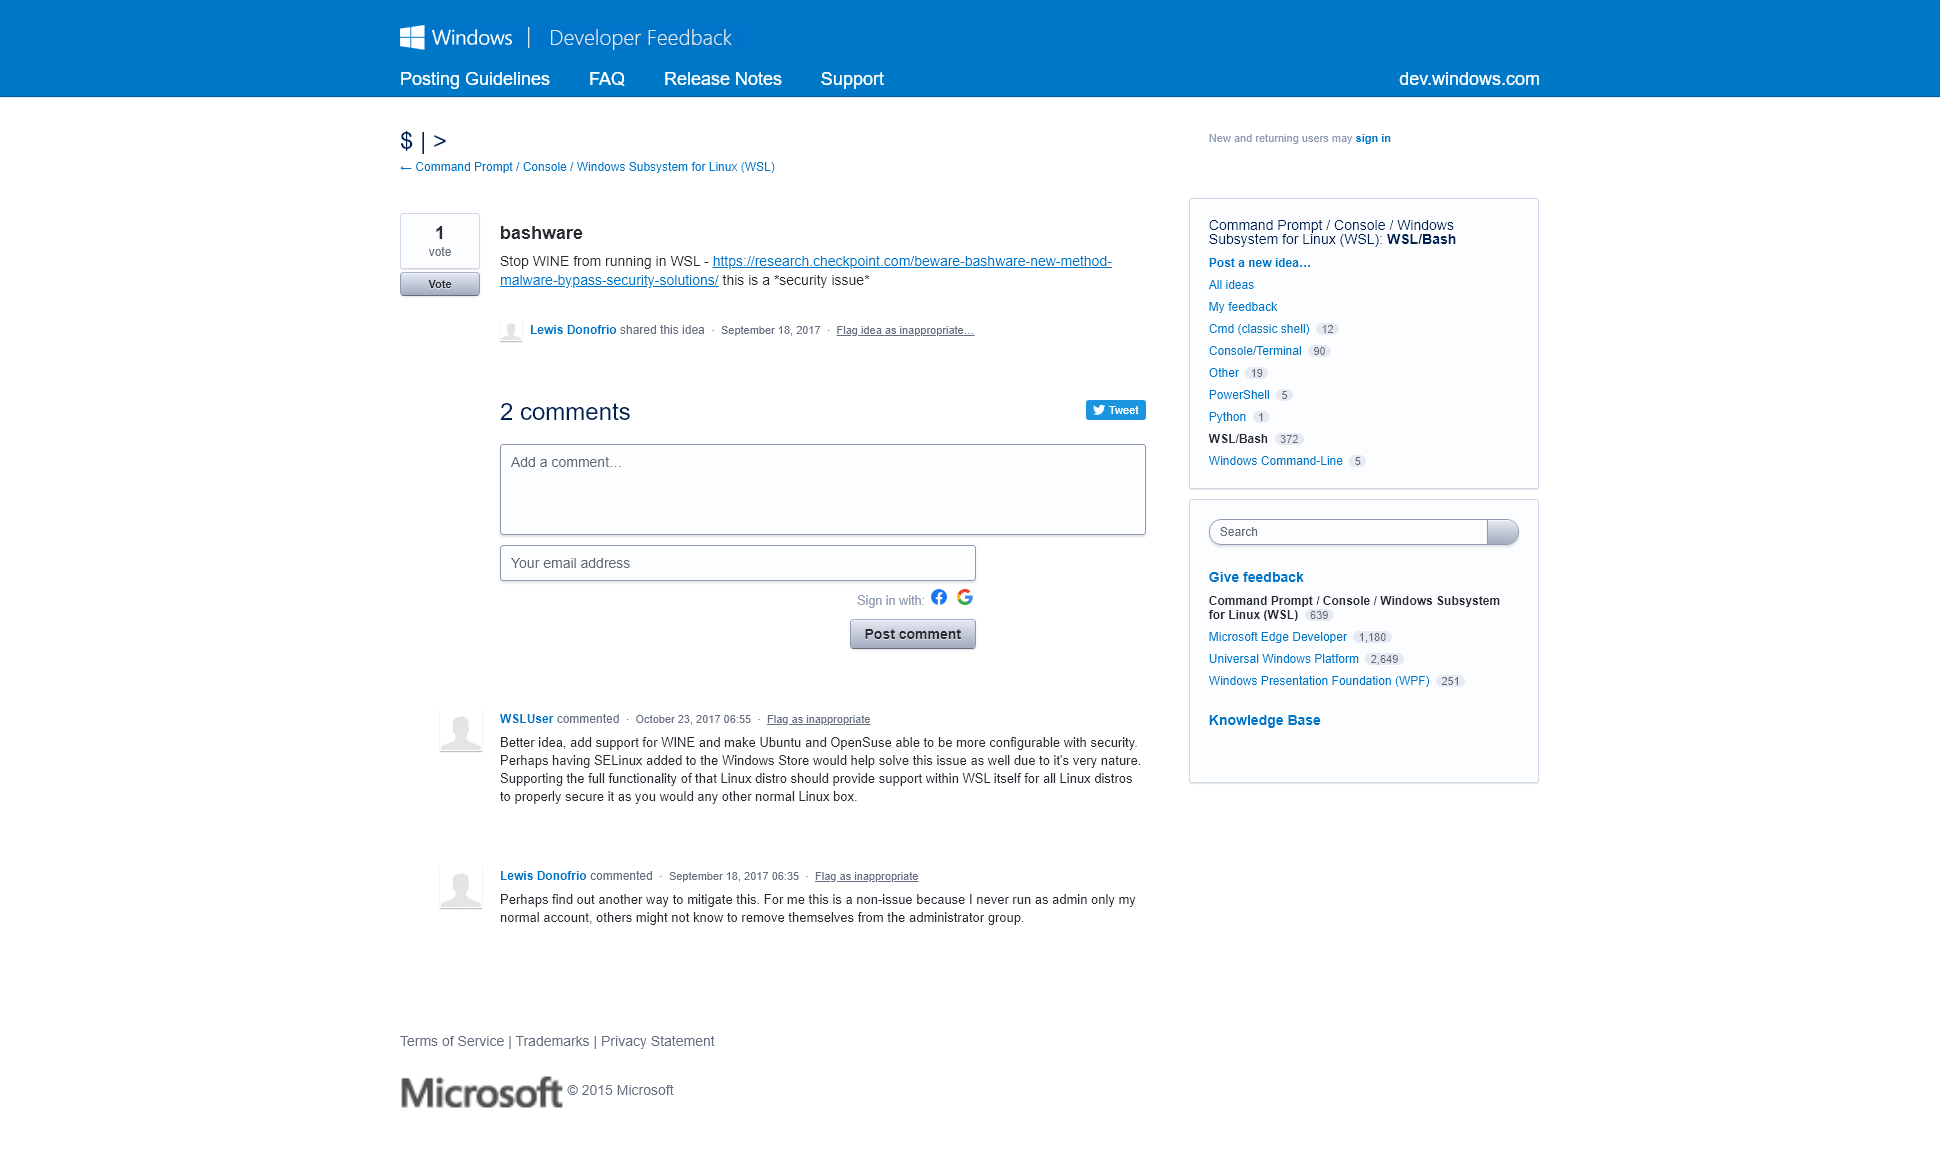 Windows | Developer Feedback
Posting Guidelines FAQ Release Notes Support dev.windows.com
$ | >
← Command Prompt / Console / Windows Subsystem for Linux (WSL)
New and returning users may sign in
1
vote
Vote
bashware
Stop WINE from running in WSL - https://research.checkpoint.com/beware-bashware-new-method-
malware-bypass-security-solutions/ this is a *security issue*
Lewis Donofrio shared this idea · September 18, 2017 · Flag idea as inappropriate…
2 comments
Tweet
Add a comment…
Your email address
Sign in with:
Post comment
WSLUser commented · October 23, 2017 06:55 · Flag as inappropriate
Better idea, add support for WINE and make Ubuntu and OpenSuse able to be more configurable with security.
Perhaps having SELinux added to the Windows Store would help solve this issue as well due to it's very nature.
Supporting the full functionality of that Linux distro should provide support within WSL itself for all Linux distros
to properly secure it as you would any other normal Linux box.
Lewis Donofrio commented · September 18, 2017 06:35 · Flag as inappropriate
Perhaps find out another way to mitigate this. For me this is a non-issue because I never run as admin only my
normal account, others might not know to remove themselves from the administrator group.
Command Prompt / Console / Windows
Subsystem for Linux (WSL): WSL/Bash
Post a new idea…
All ideas
My feedback
Cmd (classic shell) 12
Console/Terminal 90
Other 19
PowerShell 5
Python 1
WSL/Bash 372
Windows Command-Line 5
Search
Give feedback
Command Prompt / Console / Windows Subsystem
for Linux (WSL) 639
Microsoft Edge Developer 1,180
Universal Windows Platform 2,649
Windows Presentation Foundation (WPF) 251
Knowledge Base
Terms of Service | Trademarks | Privacy Statement
Microsoft © 2015 Microsoft